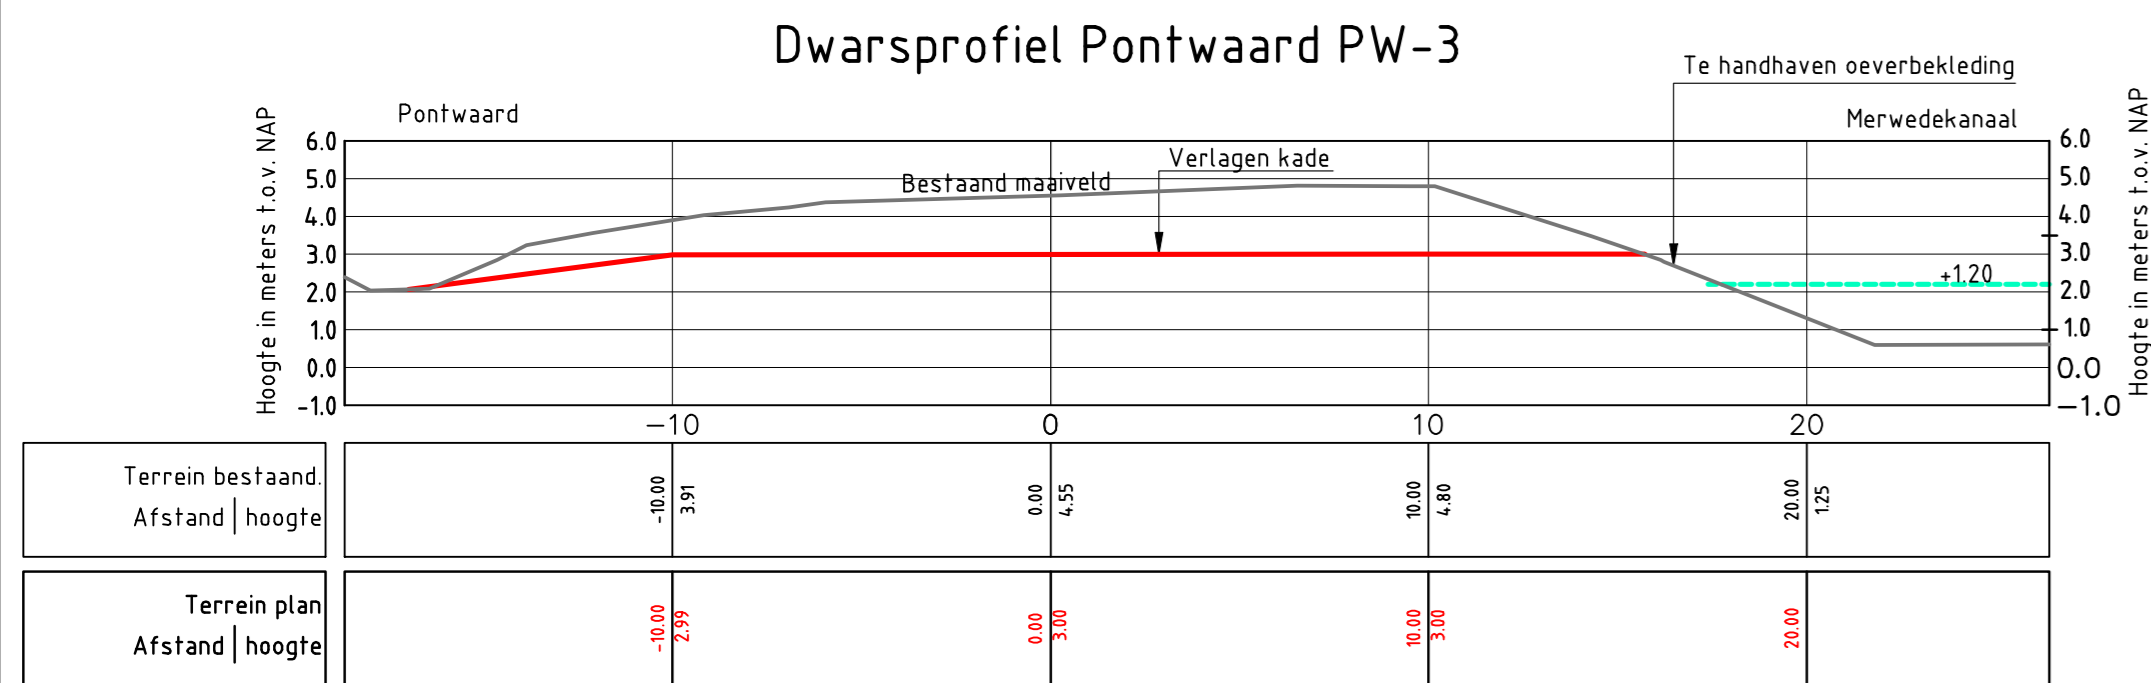 Dwarsprofiel Pontwaard PW-3
Te handhaven oeverbekleding
Pontwaard
Merwedekanaal
Verlagen kade
Bestaand maaiveld
Hoogte in meters t.o.v. NAP
6.0
5.0
4.0
3.0
2.0
1.0
0.0
-1.0
+1.20
6.0
5.0
4.0
3.0
2.0
1.0
0.0
-1.0
Hoogte in meters t.o.v. NAP
-10 0 10 20
Terrein bestaand.
Afstand | hoogte
-10.00 3.91 0.00 4.55 10.00 4.80 20.00 1.25
Terrein plan
Afstand | hoogte
-10.00 2.99 0.00 3.00 10.00 3.00 20.00